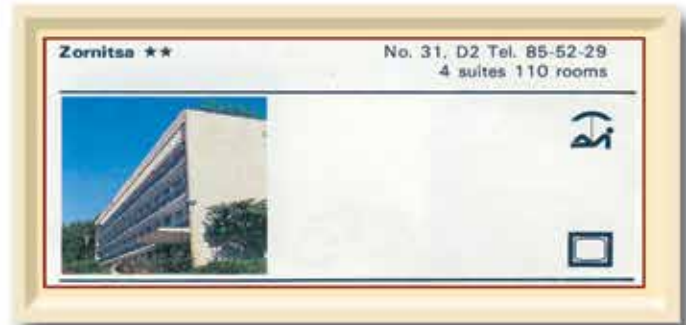 Zornitsa ★★
No. 31, D2 Tel. 85-52-29
4 suites 110 rooms